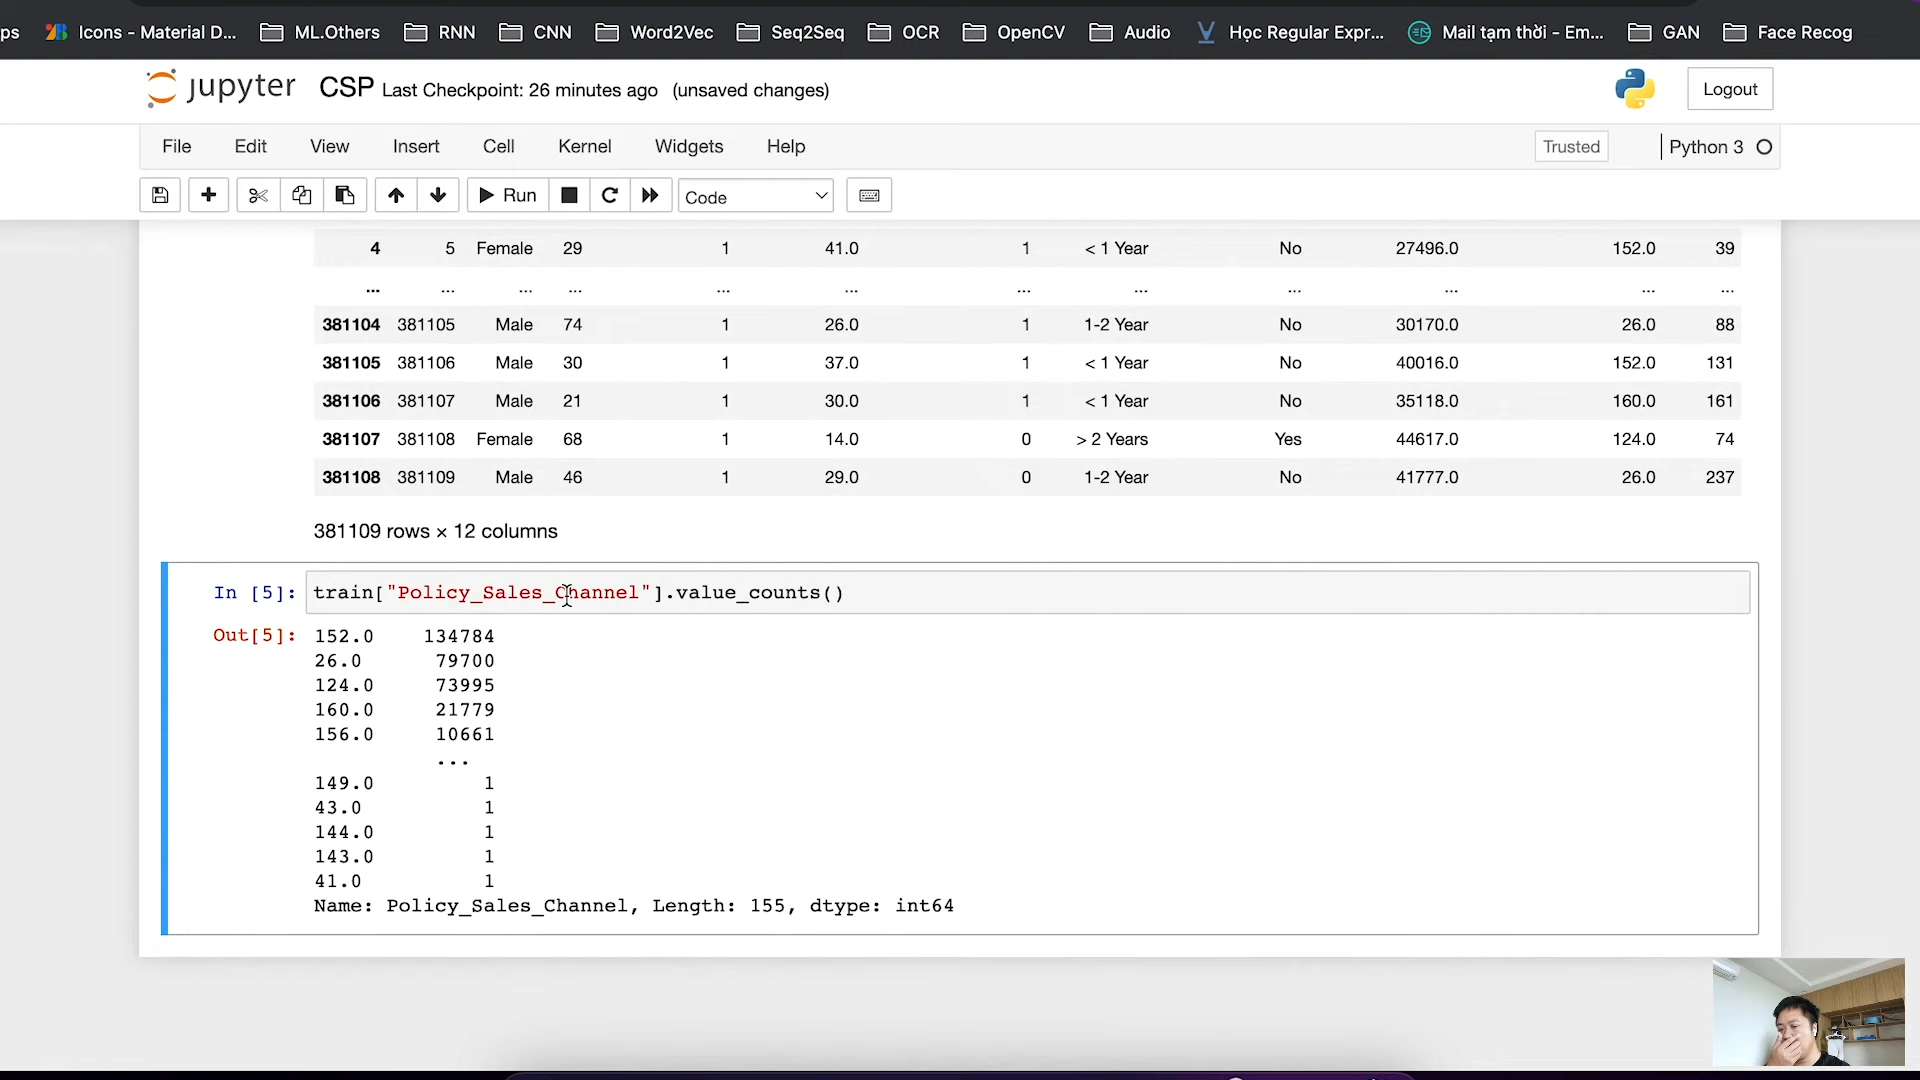 ps Icons - Material D... ML.Others RNN CNN Word2Vec Seq2Seq OCR OpenCV Audio Học Regular Expr... Mail tạm thời - Em... GAN Face Recog
jupyter CSP Last Checkpoint: 26 minutes ago (unsaved changes) Logout
File Edit View Insert Cell Kernel Widgets Help Trusted Python 3
Run Code
4 5 Female 29 1 41.0 1 < 1 Year No 27496.0 152.0 39
... ... ... ... ... ... ... ... ... ... ... ...
381104 381105 Male 74 1 26.0 1 1-2 Year No 30170.0 26.0 88
381105 381106 Male 30 1 37.0 1 < 1 Year No 40016.0 152.0 131
381106 381107 Male 21 1 30.0 1 < 1 Year No 35118.0 160.0 161
381107 381108 Female 68 1 14.0 0 > 2 Years Yes 44617.0 124.0 74
381108 381109 Male 46 1 29.0 0 1-2 Year No 41777.0 26.0 237
381109 rows × 12 columns
In [5]: train["Policy_Sales_Channel"].value_counts()
Out[5]: 152.0 134784
26.0 79700
124.0 73995
160.0 21779
156.0 10661
...
149.0 1
43.0 1
144.0 1
143.0 1
41.0 1
Name: Policy_Sales_Channel, Length: 155, dtype: int64